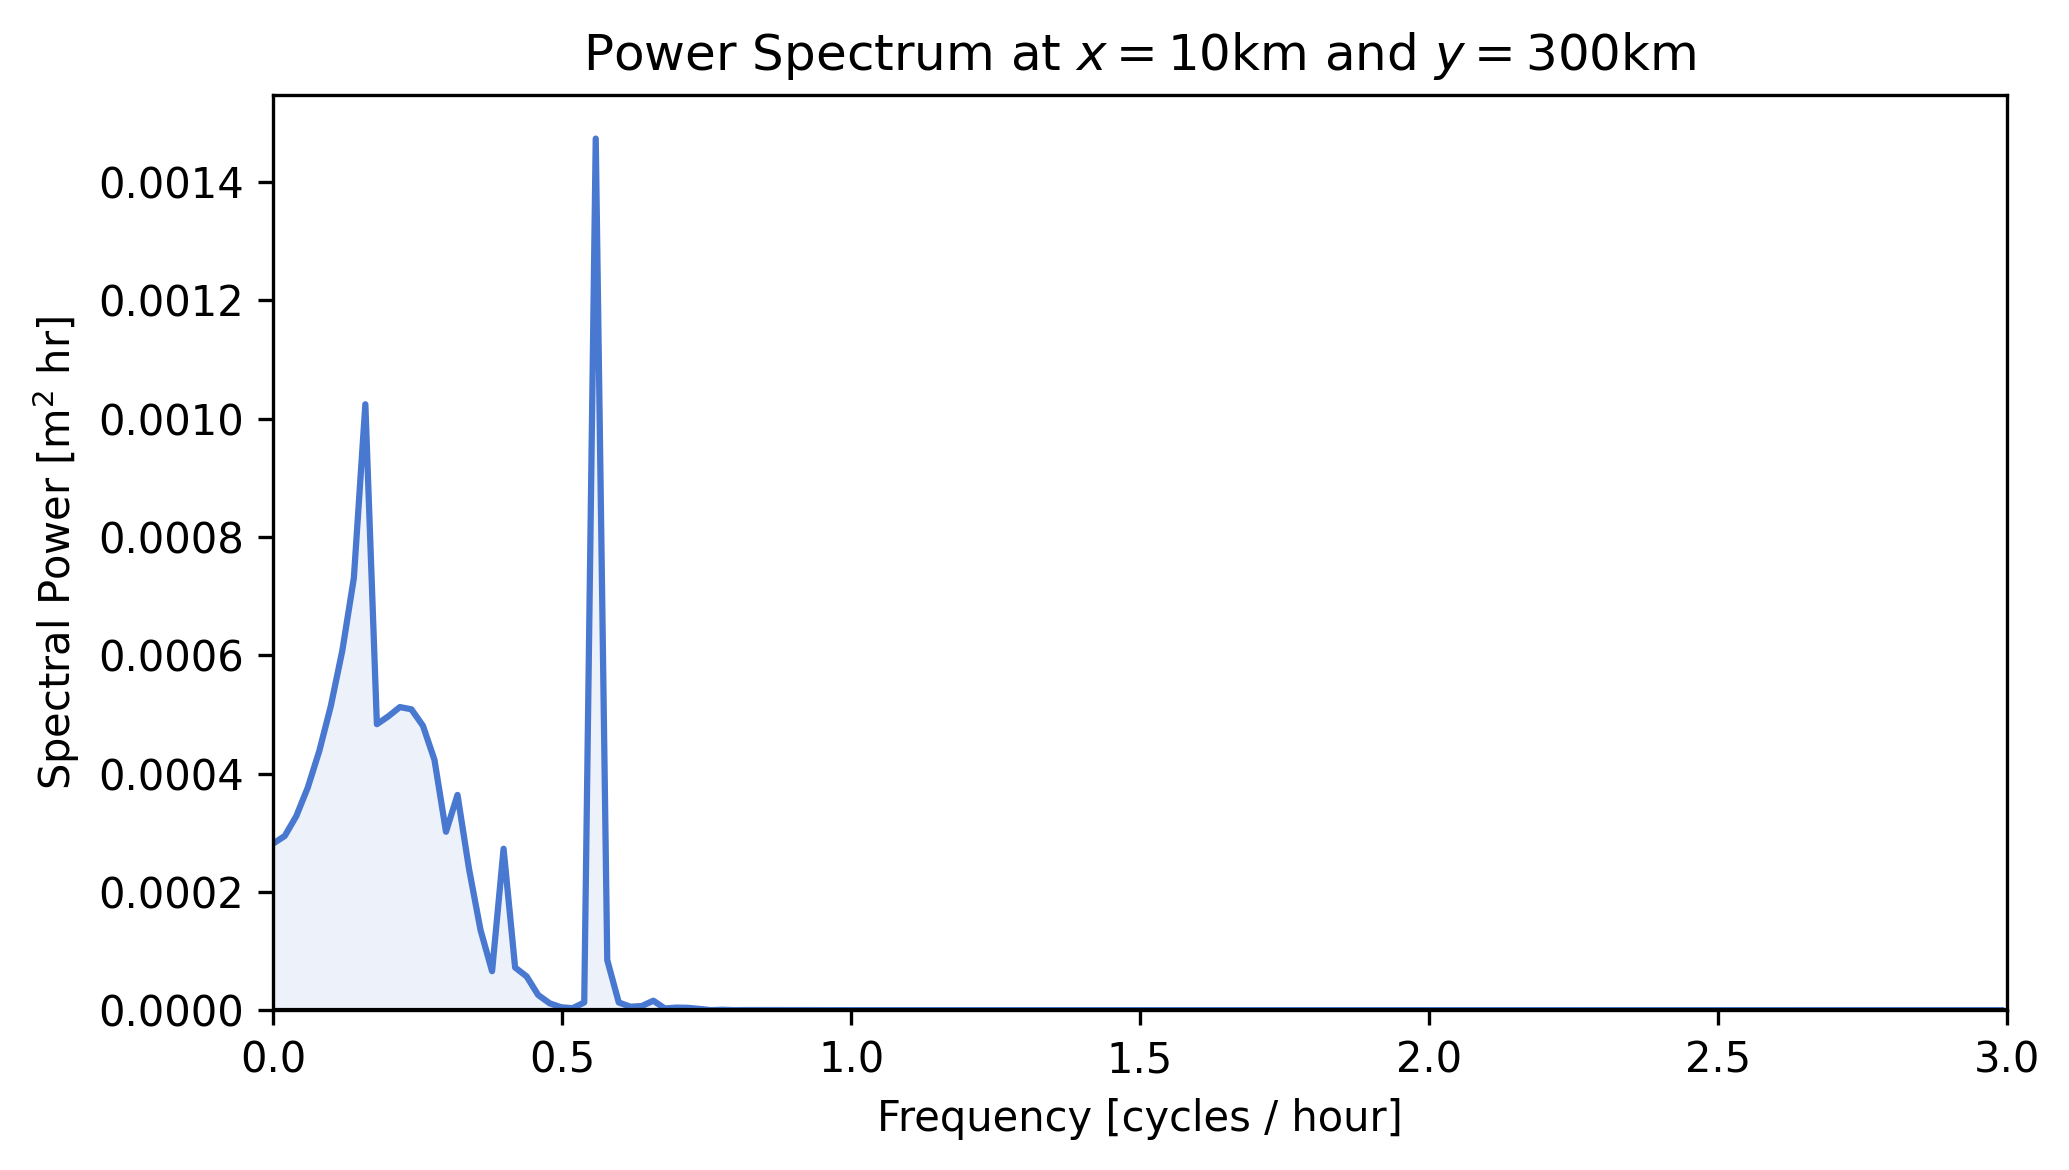 Power Spectrum at x = 10km and y = 300km
Spectral Power [m² hr]
0.0014
0.0012
0.0010
0.0008
0.0006
0.0004
0.0002
0.0000
0.0 0.5 1.0 1.5 2.0 2.5 3.0
Frequency [cycles / hour]